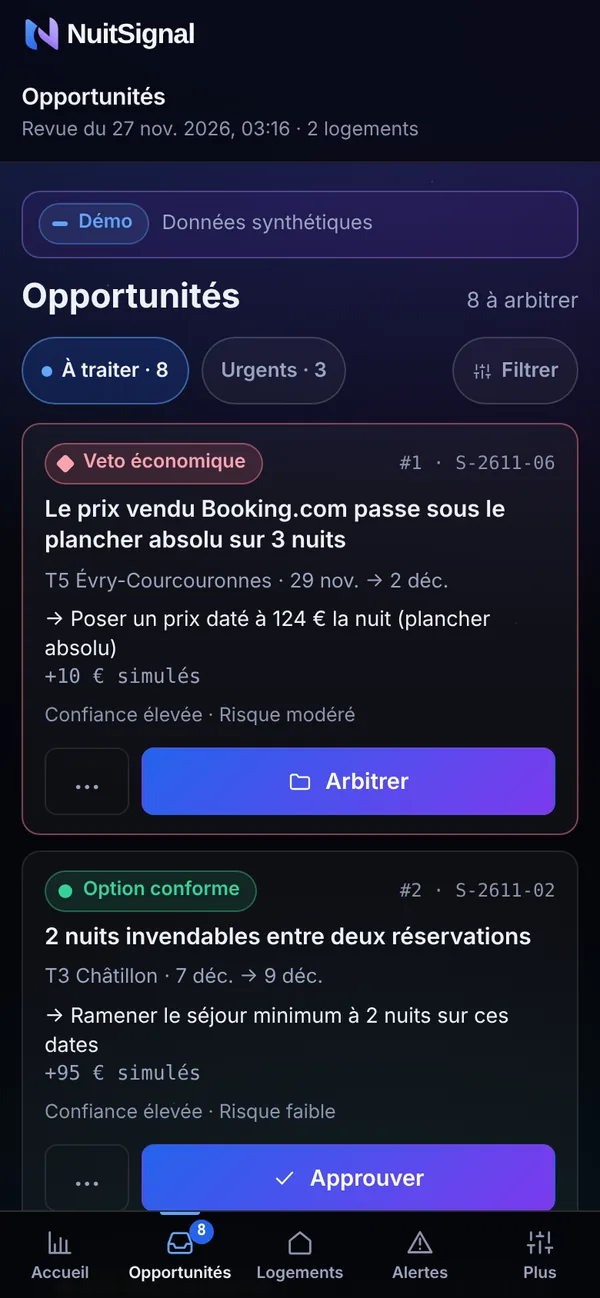 NuitSignal
Opportunités
Revue du 27 nov. 2026, 03:16 · 2 logements
Démo Données synthétiques
Opportunités 8 à arbitrer
À traiter · 8 Urgents · 3 Filtrer
Veto économique #1 · S-2611-06
Le prix vendu Booking.com passe sous le
plancher absolu sur 3 nuits
T5 Évry-Courcouronnes · 29 nov. → 2 déc.
→ Poser un prix daté à 124 € la nuit (plancher
absolu)
+10 € simulés
Confiance élevée · Risque modéré
... Arbitrer
Option conforme #2 · S-2611-02
2 nuits invendables entre deux réservations
T3 Châtillon · 7 déc. → 9 déc.
→ Ramener le séjour minimum à 2 nuits sur ces
dates
+95 € simulés
Confiance élevée · Risque faible
... Approuver
8
Accueil Opportunités Logements Alertes Plus